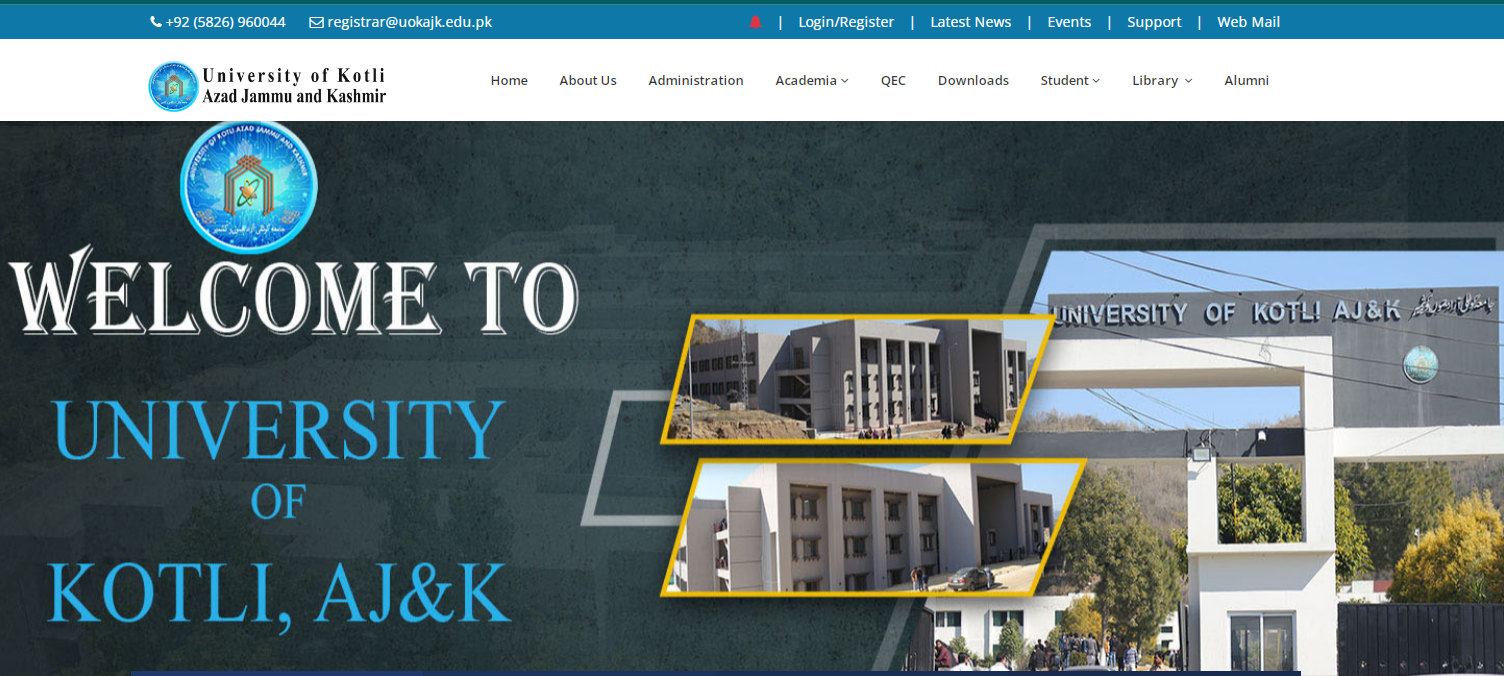 +92 (5826) 960044 registrar@uokajk.edu.pk | Login/Register | Latest News | Events | Support | Web Mail
University of Kotli
Azad Jammu and Kashmir
Home About Us Administration Academia QEC Downloads Student Library Alumni
UNIVERSITY OF KOTLI AZAD JAMMU AND KASHMIR
WELCOME TO
UNIVERSITY
OF
KOTLI, AJ&K
UNIVERSITY OF KOTLI AJ&K